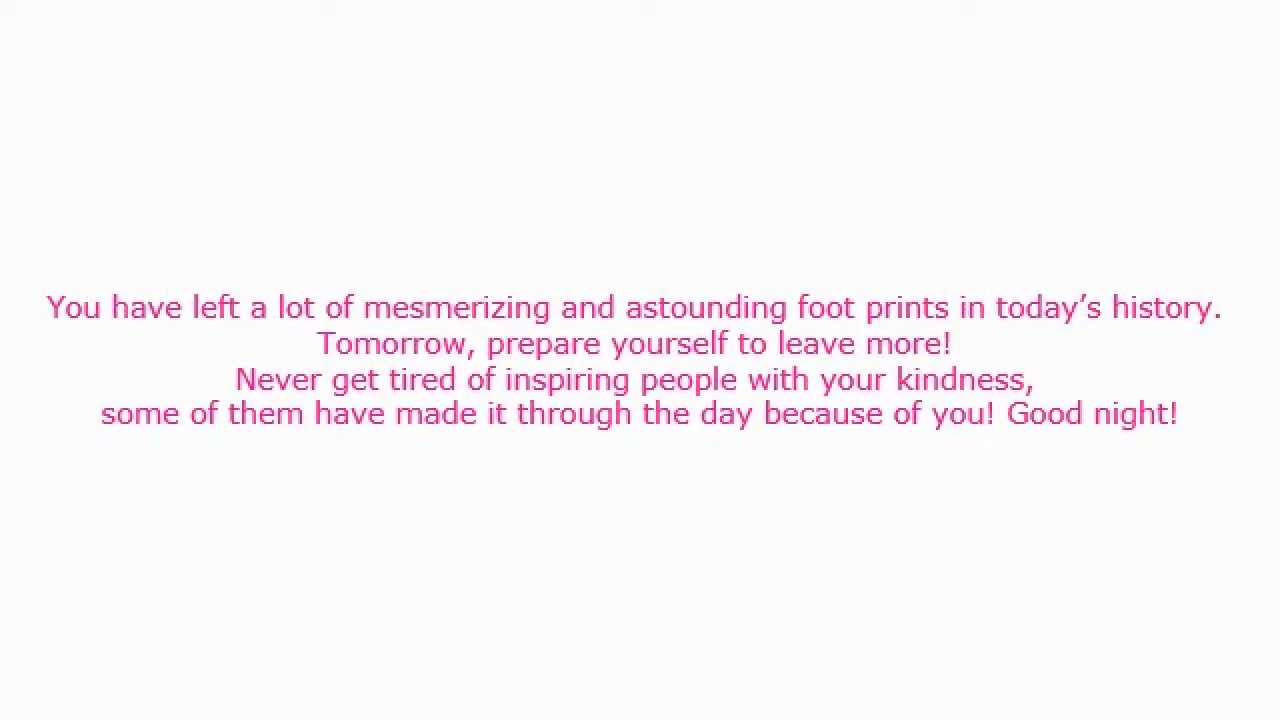 You have left a lot of mesmerizing and astounding foot prints in today’s history.
Tomorrow, prepare yourself to leave more!
Never get tired of inspiring people with your kindness,
some of them have made it through the day because of you! Good night!